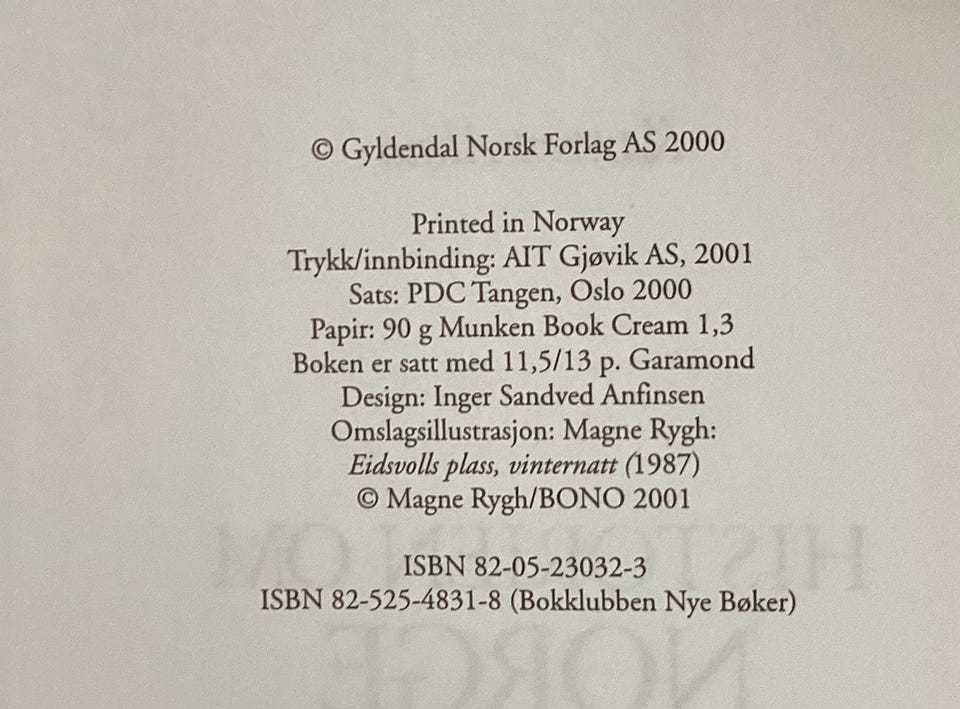 © Gyldendal Norsk Forlag AS 2000
Printed in Norway
Trykk/innbinding: AIT Gjøvik AS, 2001
Sats: PDC Tangen, Oslo 2000
Papir: 90 g Munken Book Cream 1,3
Boken er satt med 11,5/13 p. Garamond
Design: Inger Sandved Anfinsen
Omslagsillustrasjon: Magne Rygh:
Eidsvolls plass, vinternatt (1987)
© Magne Rygh/BONO 2001
ISBN 82-05-23032-3
ISBN 82-525-4831-8 (Bokklubben Nye Bøker)
HISTORIEN OM
NORGE